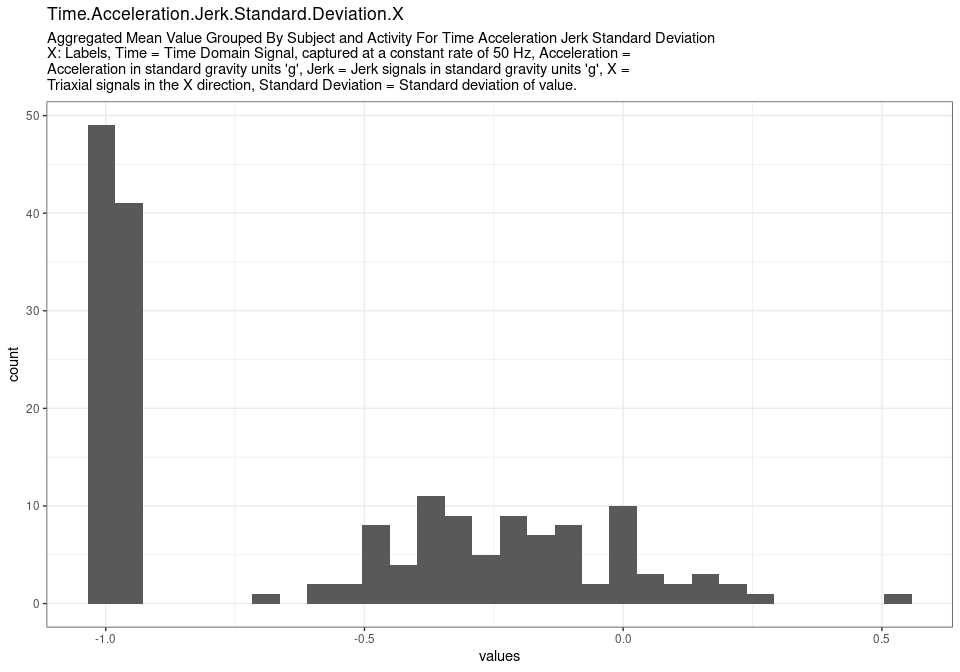 Time.Acceleration.Jerk.Standard.Deviation.X
Aggregated Mean Value Grouped By Subject and Activity For Time Acceleration Jerk Standard Deviation
X: Labels, Time = Time Domain Signal, captured at a constant rate of 50 Hz, Acceleration =
Acceleration in standard gravity units 'g', Jerk = Jerk signals in standard gravity units 'g', X =
Triaxial signals in the X direction, Standard Deviation = Standard deviation of value.
50
40
30
20
10
0
count
-1.0 -0.5 0.0 0.5
values